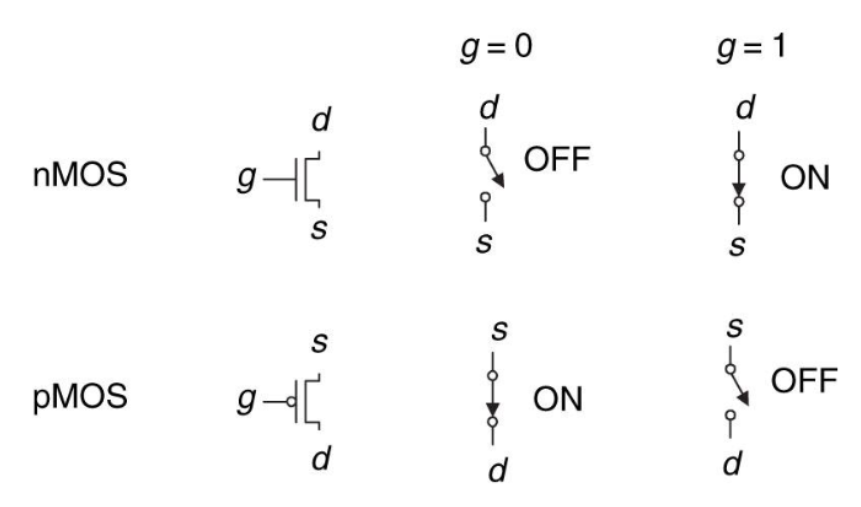 g = 0 g = 1
d d d
nMOS g OFF ON
s s s
s s s
pMOS g ON OFF
d d d